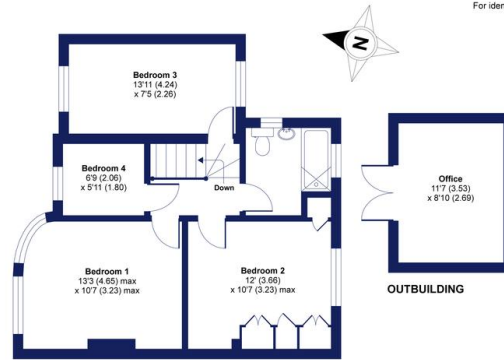 For iden
N
Bedroom 3
13'11 (4.24)
x 7'5 (2.26)
Bedroom 4
6'9 (2.06)
x 5'11 (1.80)
Down
Office
11'7 (3.53)
x 8'10 (2.69)
Bedroom 1
13'3 (4.65) max
x 10'7 (3.23) max
Bedroom 2
12' (3.66)
x 10'7 (3.23) max
OUTBUILDING